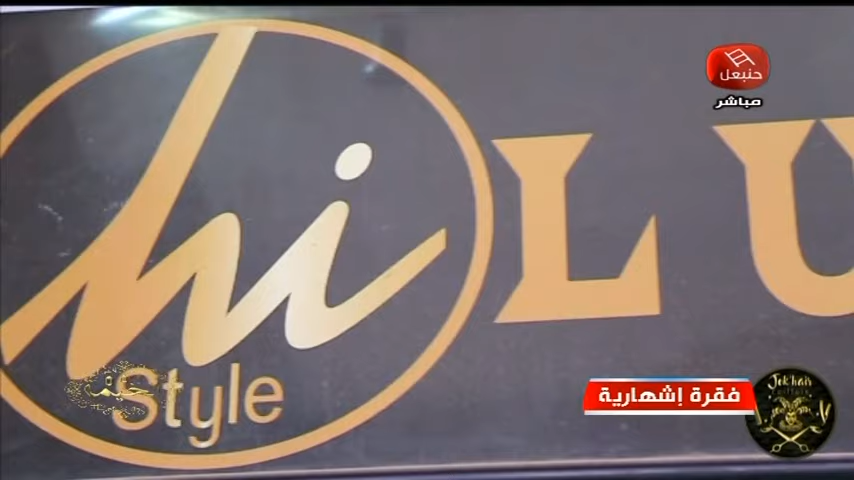 hi
Style
LU
حنبعل
مباشر
فقرة إشهارية